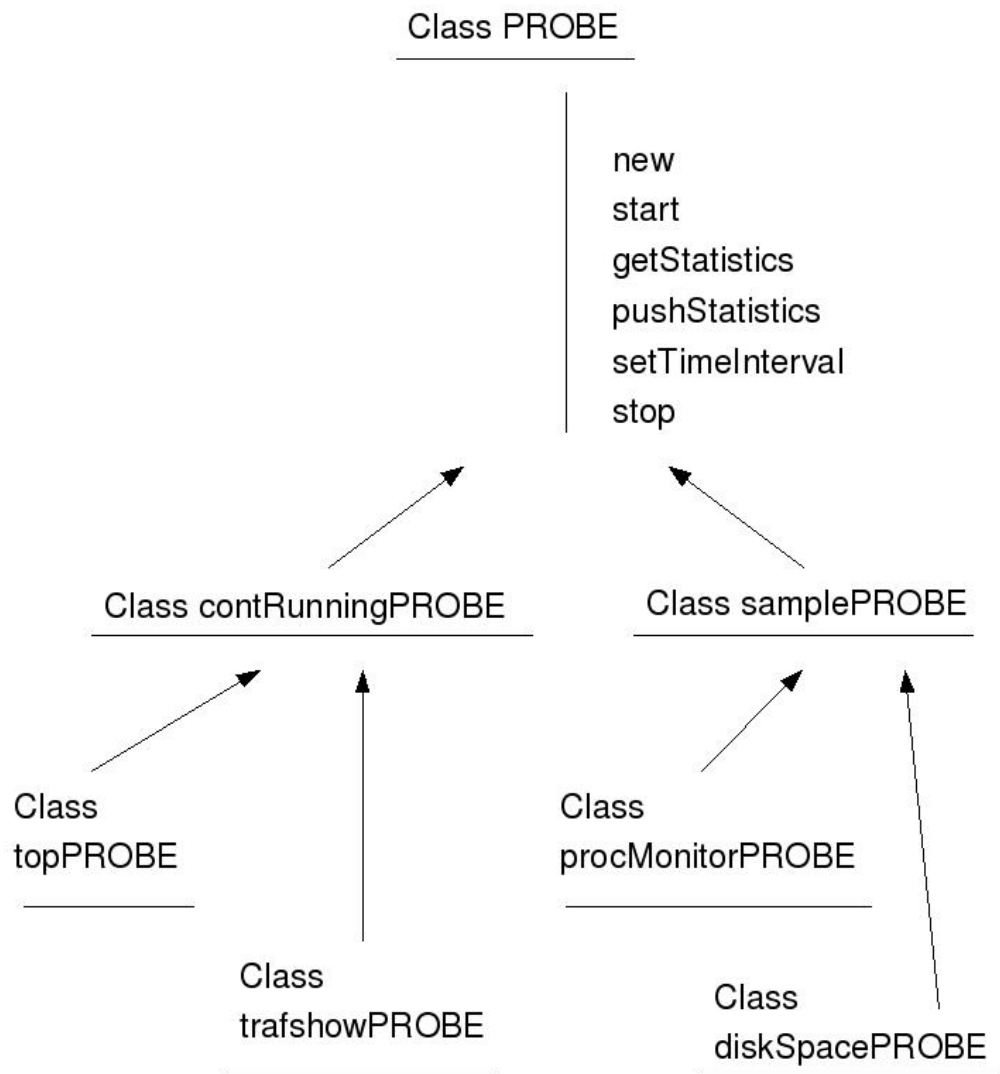 Class PROBE
new
start
getStatistics
pushStatistics
setTimeInterval
stop
Class contRunningPROBE
Class samplePROBE
Class
topPROBE
Class
procMonitorPROBE
Class
trafshowPROBE
Class
diskSpacePROBE